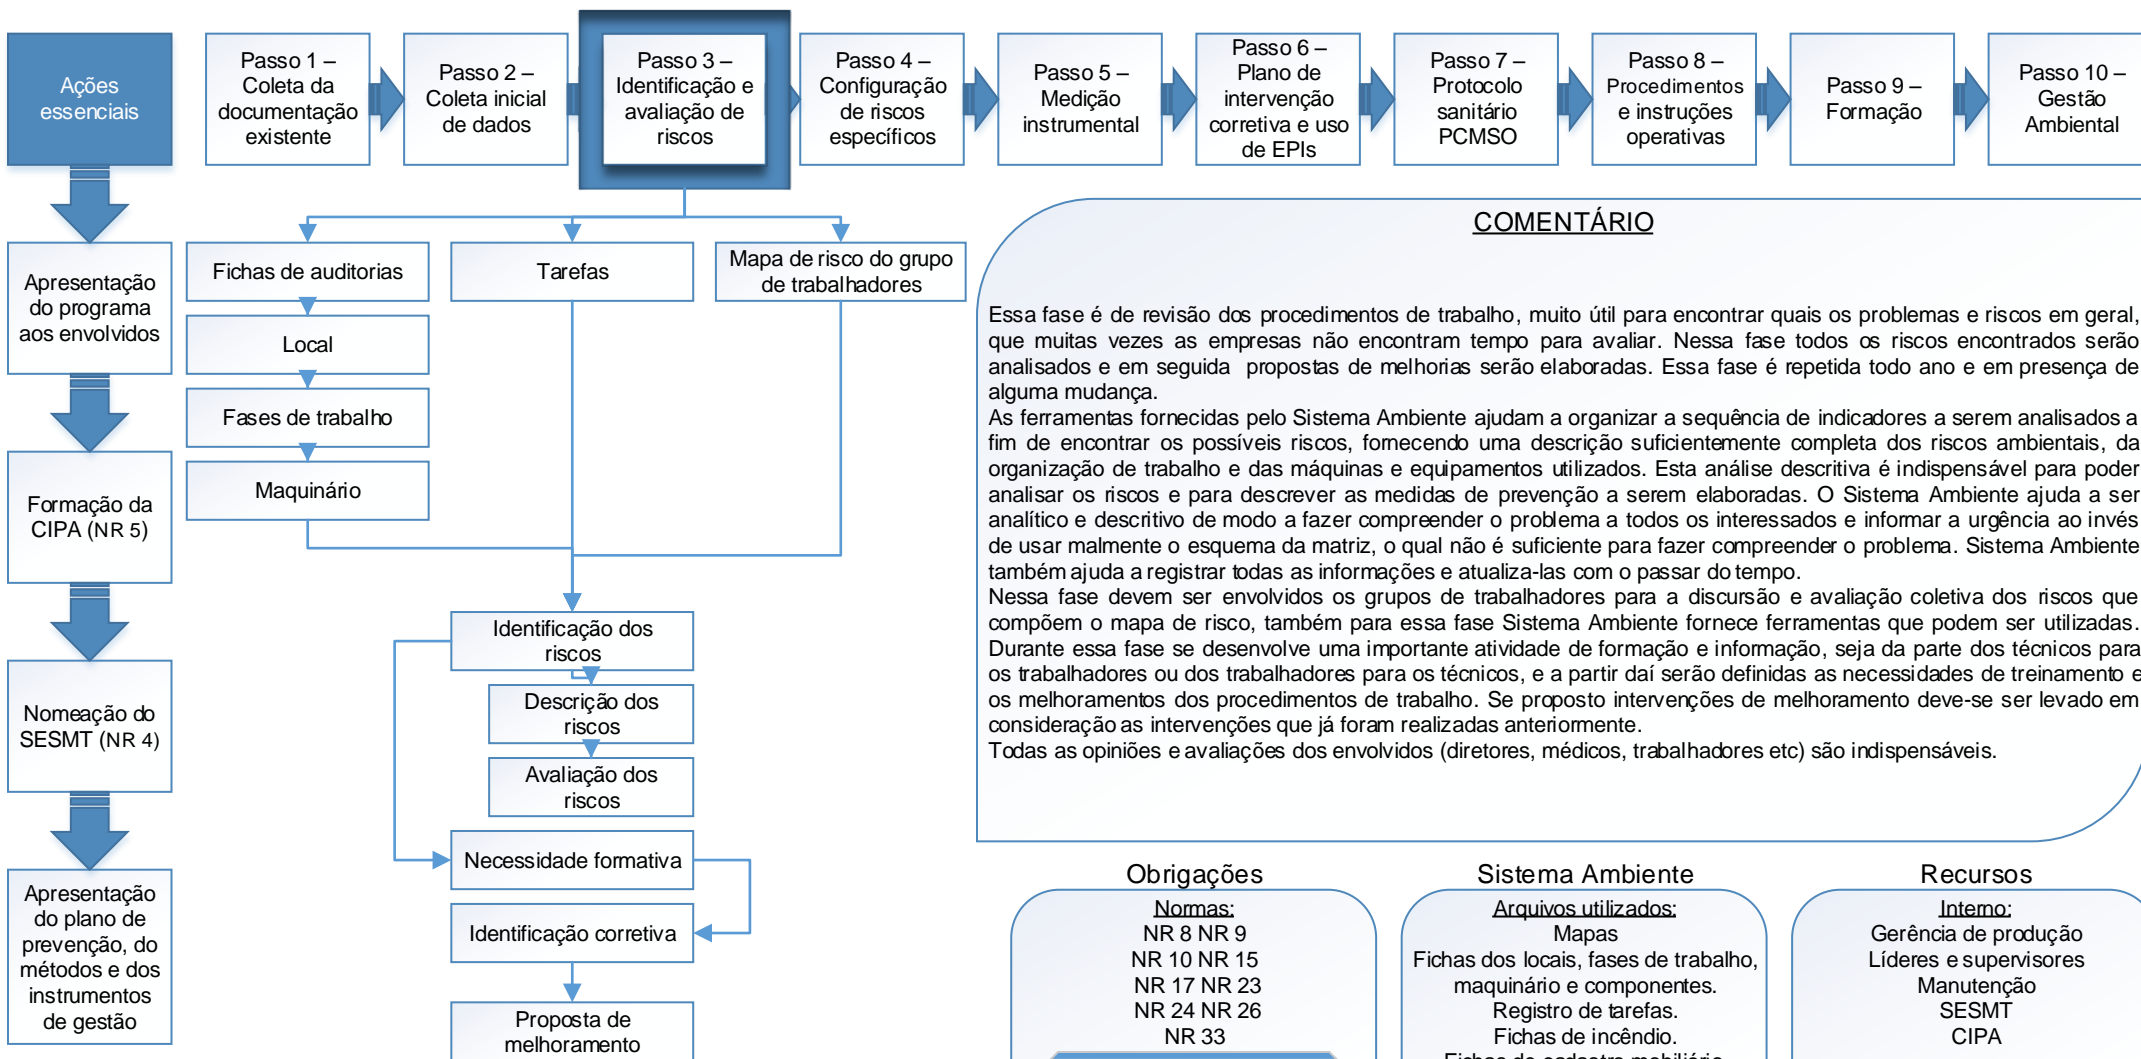 Ações
essenciais
Passo 1 –
Coleta da
documentação
existente
Passo 2 –
Coleta inicial
de dados
Passo 3 –
Identificação e
avaliação de
riscos
Passo 4 –
Configuração
de riscos
específicos
Passo 5 –
Medição
instrumental
Passo 6 –
Plano de
intervenção
corretiva e uso
de EPIs
Passo 7 –
Protocolo
sanitário
PCMSO
Passo 8 –
Procedimentos
e instruções
operativas
Passo 9 –
Formação
Passo 10 –
Gestão
Ambiental
Apresentação
do programa
aos envolvidos
Formação da
CIPA (NR 5)
Nomeação do
SESMT (NR 4)
Apresentação
do plano de
prevenção, do
métodos e dos
instrumentos
de gestão
Fichas de auditorias
Local
Fases de trabalho
Maquinário
Tarefas
Mapa de risco do grupo
de trabalhadores
Identificação dos
riscos
Descrição dos
riscos
Avaliação dos
riscos
Necessidade formativa
Identificação corretiva
Proposta de
melhoramento
COMENTÁRIO
Essa fase é de revisão dos procedimentos de trabalho, muito útil para encontrar quais os problemas e riscos em geral,
que muitas vezes as empresas não encontram tempo para avaliar. Nessa fase todos os riscos encontrados serão
analisados e em seguida propostas de melhorias serão elaboradas. Essa fase é repetida todo ano e em presença de
alguma mudança.
As ferramentas fornecidas pelo Sistema Ambiente ajudam a organizar a sequência de indicadores a serem analisados a
fim de encontrar os possíveis riscos, fornecendo uma descrição suficientemente completa dos riscos ambientais, da
organização de trabalho e das máquinas e equipamentos utilizados. Esta análise descritiva é indispensável para poder
analisar os riscos e para descrever as medidas de prevenção a serem elaboradas. O Sistema Ambiente ajuda a ser
analítico e descritivo de modo a fazer compreender o problema a todos os interessados e informar a urgência ao invés
de usar malmente o esquema da matriz, o qual não é suficiente para fazer compreender o problema. Sistema Ambiente
também ajuda a registrar todas as informações e atualiza-las com o passar do tempo.
Nessa fase devem ser envolvidos os grupos de trabalhadores para a discursão e avaliação coletiva dos riscos que
compõem o mapa de risco, também para essa fase Sistema Ambiente fornece ferramentas que podem ser utilizadas.
Durante essa fase se desenvolve uma importante atividade de formação e informação, seja da parte dos técnicos para
os trabalhadores ou dos trabalhadores para os técnicos, e a partir daí serão definidas as necessidades de treinamento e
os melhoramentos dos procedimentos de trabalho. Se proposto intervenções de melhoramento deve-se ser levado em
consideração as intervenções que já foram realizadas anteriormente.
Todas as opiniões e avaliações dos envolvidos (diretores, médicos, trabalhadores etc) são indispensáveis.
Obrigações
Normas:
NR 8 NR 9
NR 10 NR 15
NR 17 NR 23
NR 24 NR 26
NR 33
Sistema Ambiente
Arquivos utilizados:
Mapas
Fichas dos locais, fases de trabalho,
maquinário e componentes.
Registro de tarefas.
Fichas de incêndio.
Fichas de cadastro mobiliário
Recursos
Interno:
Gerência de produção
Líderes e supervisores
Manutenção
SESMT
CIPA